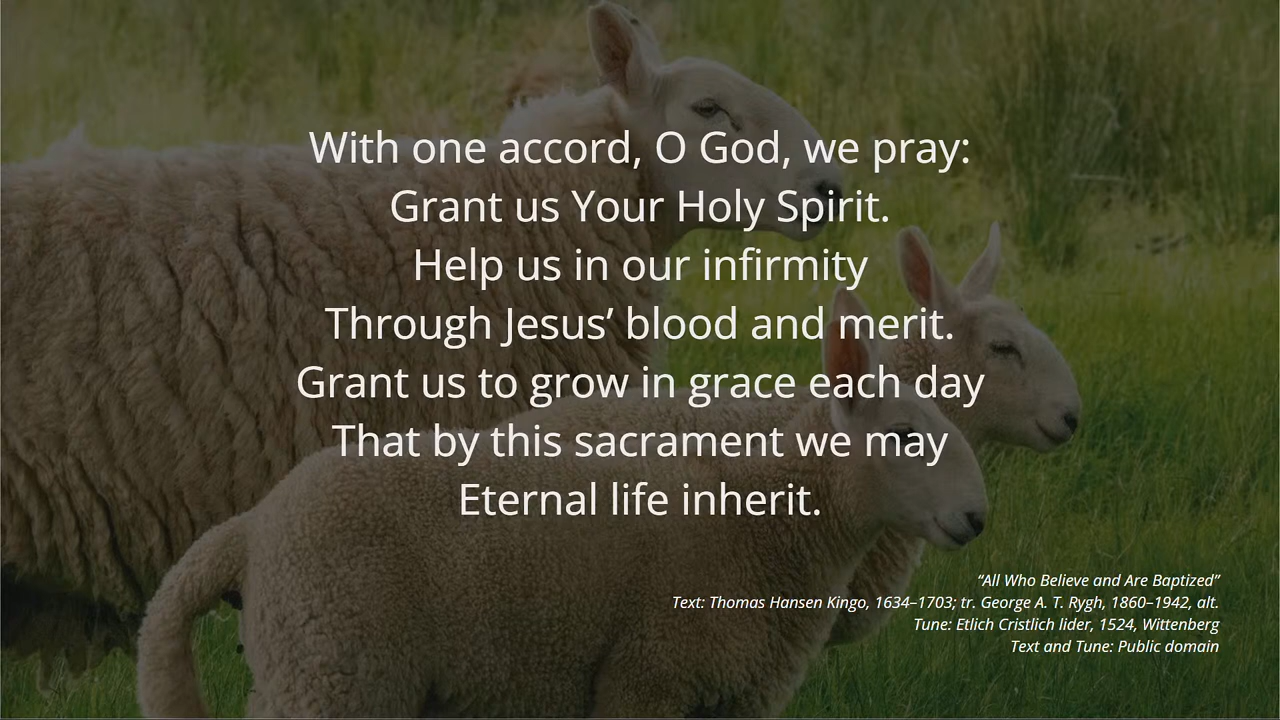 With one accord, O God, we pray:
Grant us Your Holy Spirit.
Help us in our infirmity
Through Jesus’ blood and merit.
Grant us to grow in grace each day
That by this sacrament we may
Eternal life inherit.
“All Who Believe and Are Baptized”
Text: Thomas Hansen Kingo, 1634–1703; tr. George A. T. Rygh, 1860–1942, alt.
Tune: Etlich Cristlich lider, 1524, Wittenberg
Text and Tune: Public domain